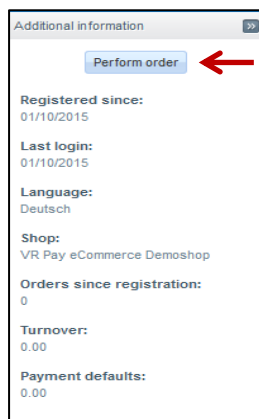 Additional information
Perform order
Registered since:
01/10/2015
Last login:
01/10/2015
Language:
Deutsch
Shop:
VR Pay eCommerce Demoshop
Orders since registration:
0
Turnover:
0.00
Payment defaults:
0.00